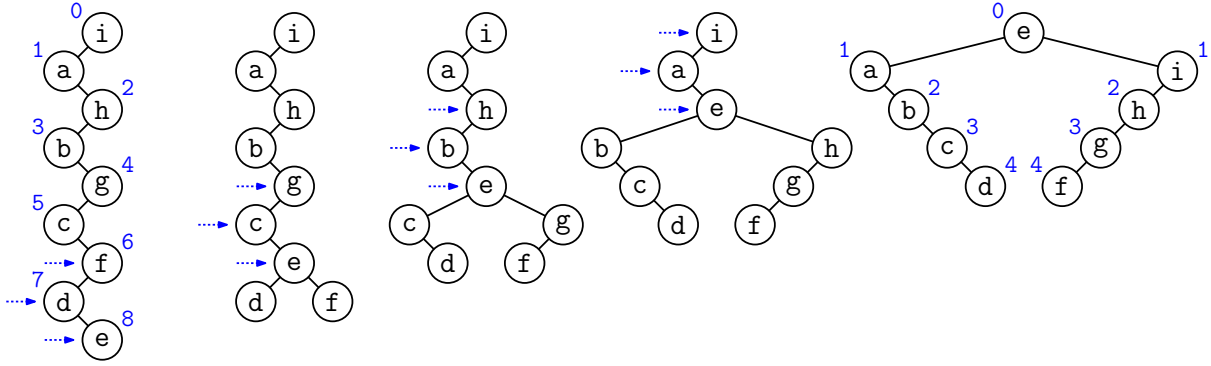 0 i
1 a
h 2
3 b
g 4
5 c
f 6
7 d
e 8
i
a
h
b
g
c
e
d f
i
a
h
b
e
c g
d f
i
a
e
b h
c g
d f
0 e
1 a i 1
b 2 2 h
c 3 3 g
d 4 4 f